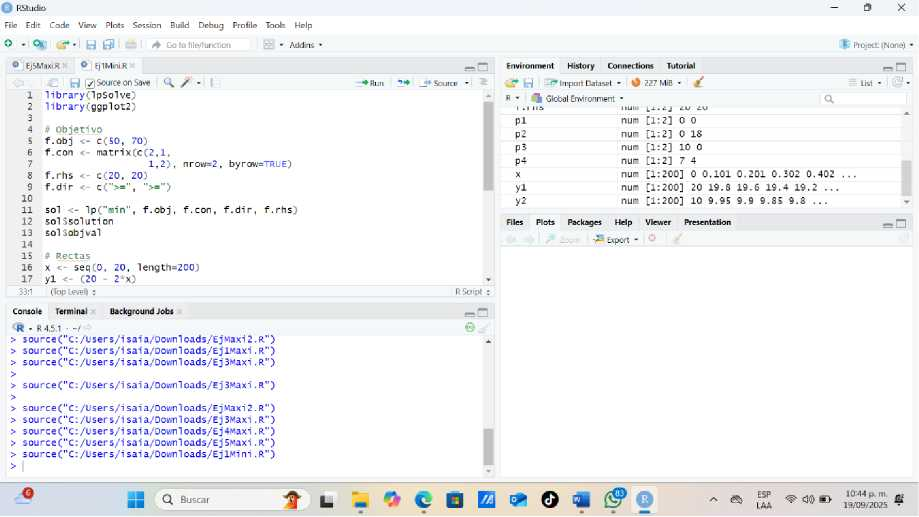 RStudio
File Edit Code View Plots Session Build Debug Profile Tools Help
Go to file/function
Addins
Project: (None)
Ej5Maxi.R
Ej1Mini.R
Source on Save
Run
Source
1 library(lpSolve)
2 library(ggplot2)
3
4 # Objetivo
5 f.obj <- c(50, 70)
6 f.con <- matrix(c(2,1,
7 1,2), nrow=2, byrow=TRUE)
8 f.rhs <- c(20, 20)
9 f.dir <- c(">=", ">=")
10
11 sol <- lp("min", f.obj, f.con, f.dir, f.rhs)
12 sol$solution
13 sol$objval
14
15 # Rectas
16 x <- seq(0, 20, length=200)
17 y1 <- (20 - 2*x)
33:1 (Top Level) R Script
Console Terminal Background Jobs
R 4.5.1 · ~/
> source("C:/Users/isaia/Downloads/EjMaxi2.R")
> source("C:/Users/isaia/Downloads/Ej1Maxi.R")
> source("C:/Users/isaia/Downloads/Ej3Maxi.R")
>
> source("C:/Users/isaia/Downloads/Ej3Maxi.R")
>
> source("C:/Users/isaia/Downloads/EjMaxi2.R")
> source("C:/Users/isaia/Downloads/Ej3Maxi.R")
> source("C:/Users/isaia/Downloads/Ej4Maxi.R")
> source("C:/Users/isaia/Downloads/Ej5Maxi.R")
> source("C:/Users/isaia/Downloads/Ej1Mini.R")
>
Environment History Connections Tutorial
Import Dataset 227 MiB List
R Global Environment
f.rhs num [1:2] 20 20
p1 num [1:2] 0 0
p2 num [1:2] 0 18
p3 num [1:2] 10 0
p4 num [1:2] 7 4
x num [1:200] 0 0.101 0.201 0.302 0.402 ...
y1 num [1:200] 20 19.8 19.6 19.4 19.2 ...
y2 num [1:200] 10 9.95 9.9 9.85 9.8 ...
Files Plots Packages Help Viewer Presentation
Zoom Export
6
Buscar
83
ESP
LAA
10:44 p. m.
19/09/2025